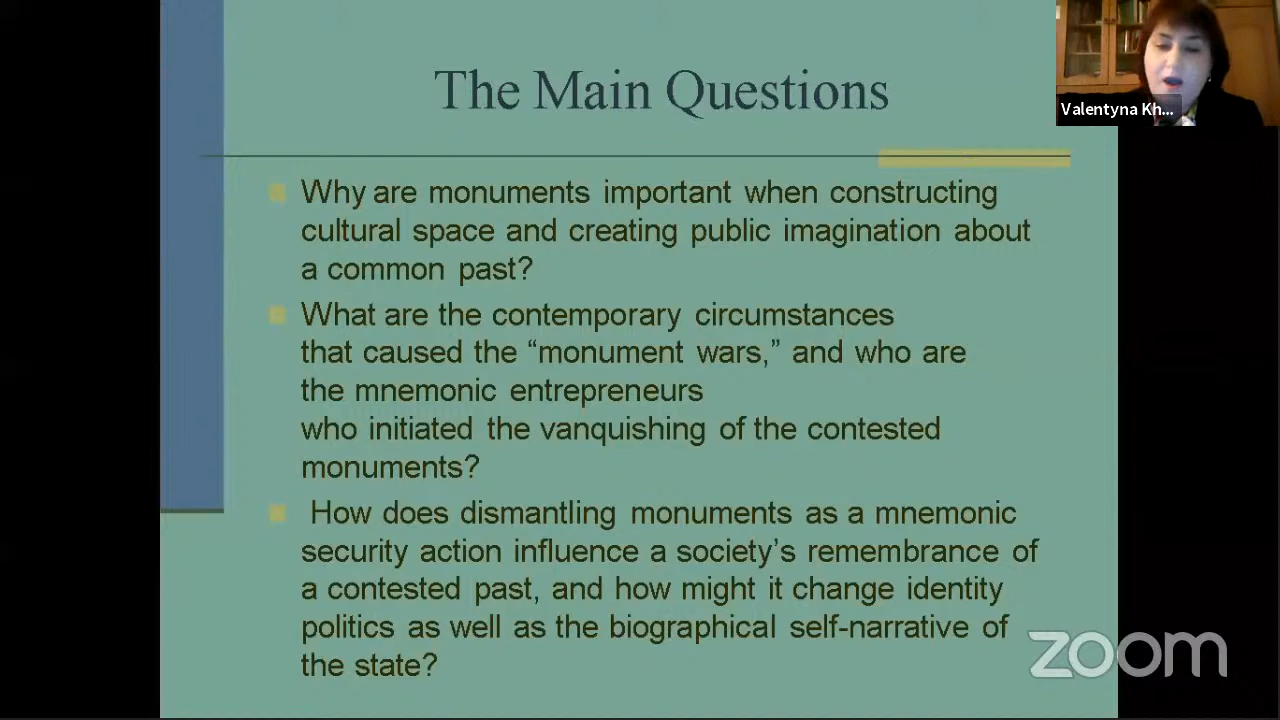 The Main Questions
Valentyna Kh...
Why are monuments important when constructing
cultural space and creating public imagination about
a common past?
What are the contemporary circumstances
that caused the “monument wars,” and who are
the mnemonic entrepreneurs
who initiated the vanquishing of the contested
monuments?
How does dismantling monuments as a mnemonic
security action influence a society’s remembrance of
a contested past, and how might it change identity
politics as well as the biographical self-narrative of
the state?
zoom